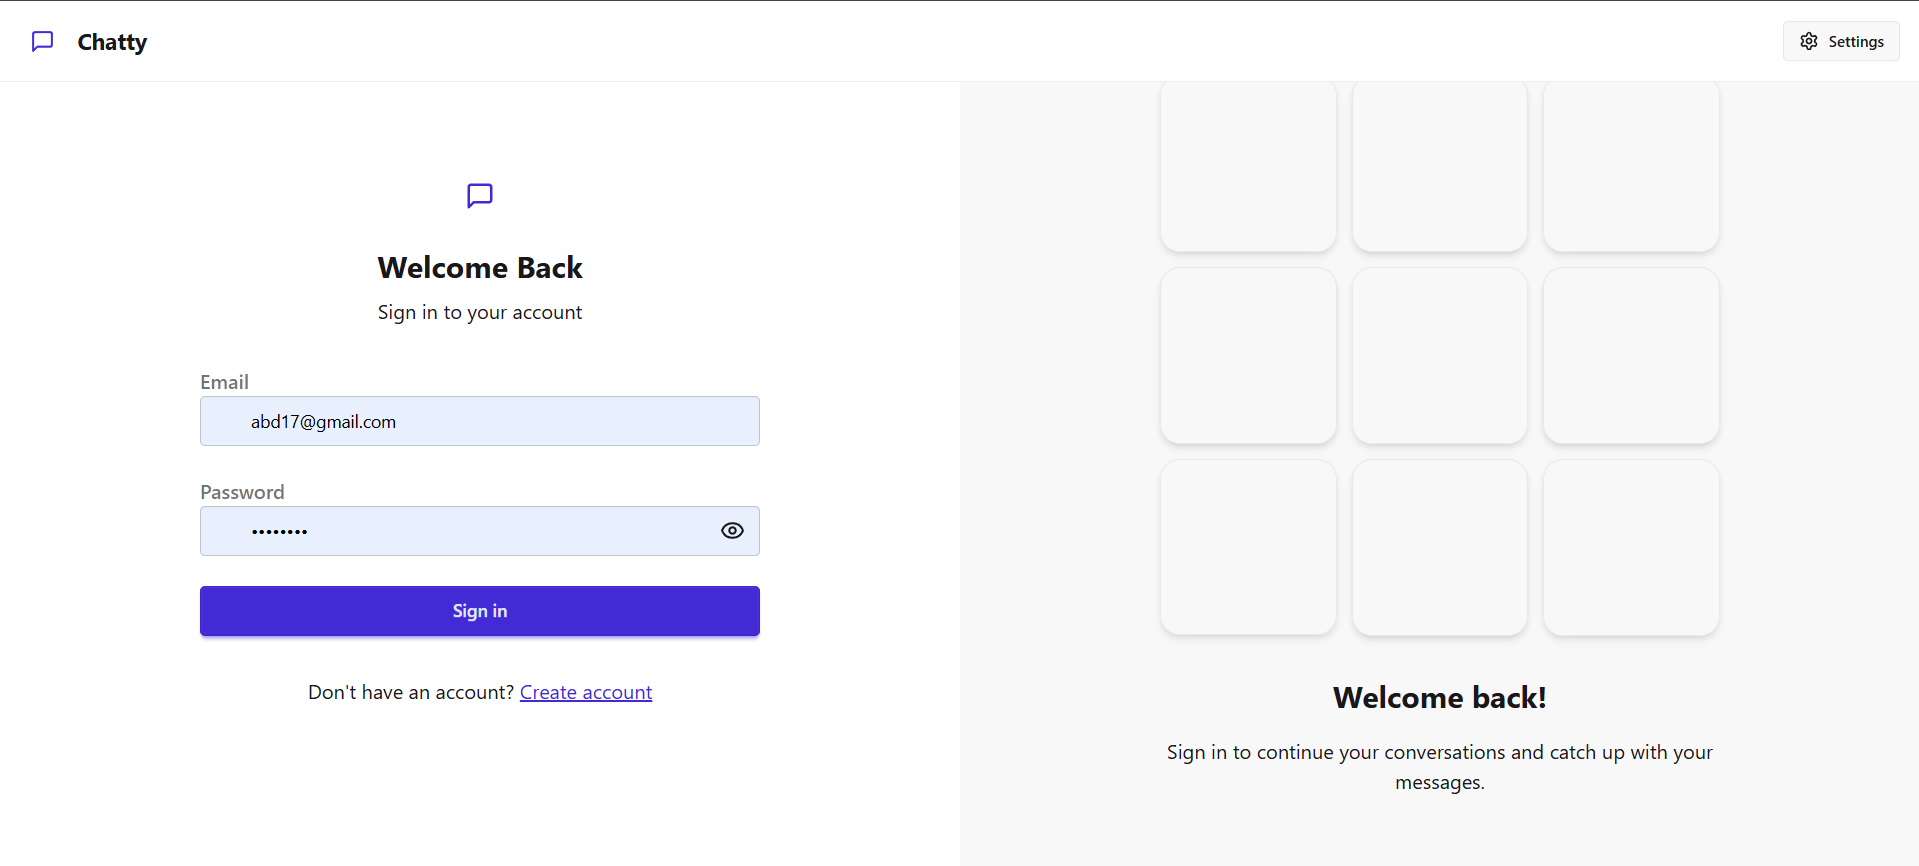 Chatty
Settings
Welcome Back
Sign in to your account
Email
abd17@gmail.com
Password
••••••••
Sign in
Don't have an account? Create account
Welcome back!
Sign in to continue your conversations and catch up with your
messages.